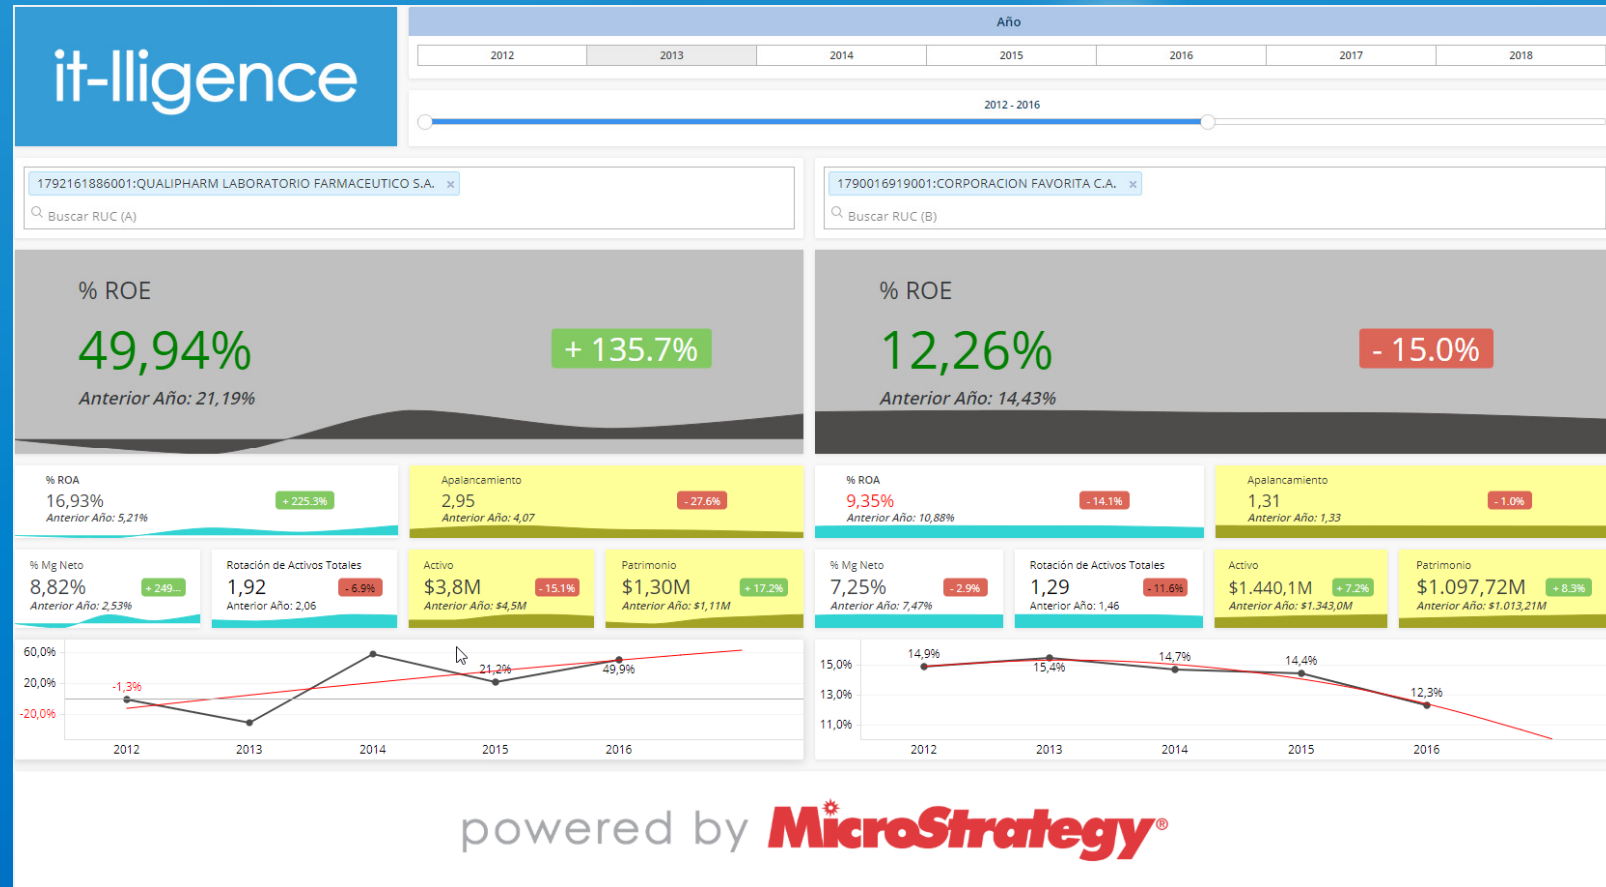 it-lligence
Año
2012 2013 2014 2015 2016 2017 2018
2012 - 2016
1792161886001:QUALIPHARM LABORATORIO FARMACEUTICO S.A. ×
Buscar RUC (A)
1790016919001:CORPORACION FAVORITA C.A. ×
Buscar RUC (B)
% ROE
49,94%
+ 135.7%
Anterior Año: 21,19%
% ROE
12,26%
- 15.0%
Anterior Año: 14,43%
% ROA
16,93%
+ 225.3%
Anterior Año: 5,21%
Apalancamiento
2,95
- 27.6%
Anterior Año: 4,07
% ROA
9,35%
- 14.1%
Anterior Año: 10,88%
Apalancamiento
1,31
- 1.0%
Anterior Año: 1,33
% Mg Neto
8,82%
+ 249...
Anterior Año: 2,53%
Rotación de Activos Totales
1,92
- 6.9%
Anterior Año: 2,06
Activo
$3,8M
- 15.1%
Anterior Año: $4,5M
Patrimonio
$1,30M
+ 17.2%
Anterior Año: $1,11M
% Mg Neto
7,25%
- 2.9%
Anterior Año: 7,47%
Rotación de Activos Totales
1,29
- 11.6%
Anterior Año: 1,46
Activo
$1.440,1M
+ 7.2%
Anterior Año: $1.343,0M
Patrimonio
$1.097,72M
+ 8.3%
Anterior Año: $1.013,21M
60,0%
20,0%
-20,0%
-1,3%
21,2%
49,9%
2012 2013 2014 2015 2016
15,0%
13,0%
11,0%
14,9%
15,4%
14,7%
14,4%
12,3%
2012 2013 2014 2015 2016
powered by MicroStrategy®